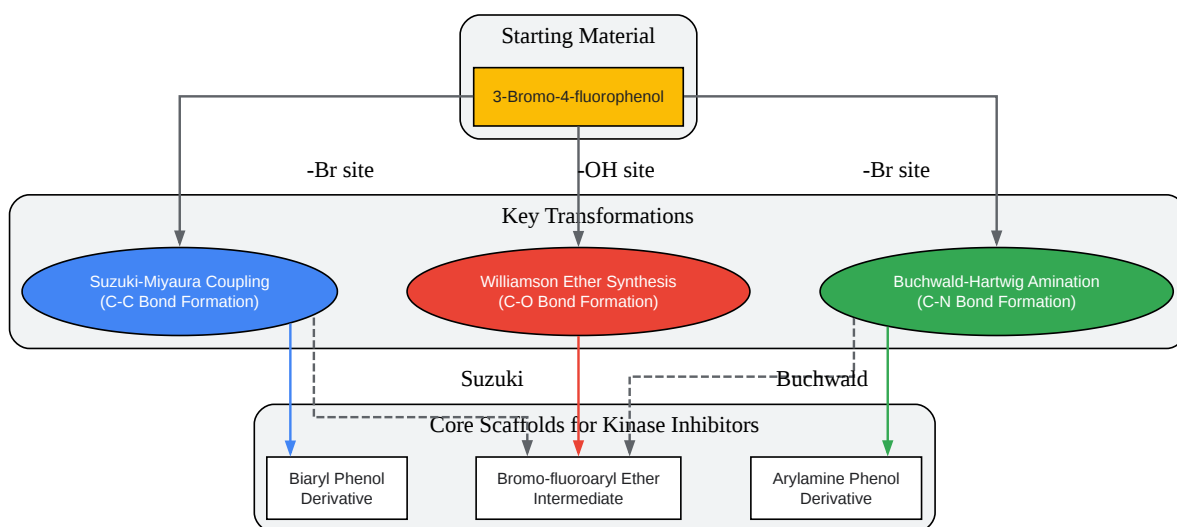 Starting Material
3-Bromo-4-fluorophenol
-Br site
-OH site
-Br site
Key Transformations
Suzuki-Miyaura Coupling
(C-C Bond Formation)
Williamson Ether Synthesis
(C-O Bond Formation)
Buchwald-Hartwig Amination
(C-N Bond Formation)
Suzuki
Buchwald
Core Scaffolds for Kinase Inhibitors
Biaryl Phenol
Derivative
Bromo-fluoroaryl Ether
Intermediate
Arylamine Phenol
Derivative